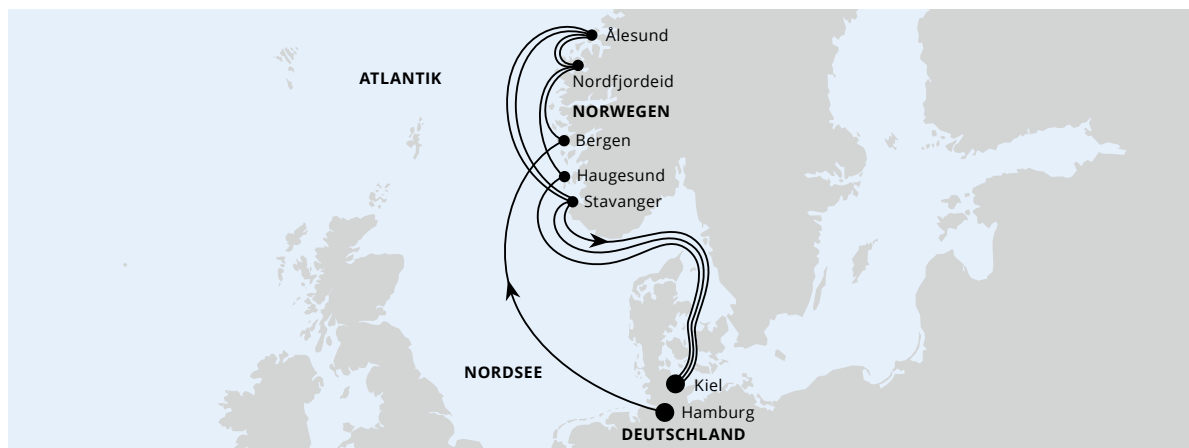 Ålesund
ATLANTIK
Nordfjordeid
NORWEGEN
Bergen
Haugesund
Stavanger
NORDSEE
Kiel
Hamburg
DEUTSCHLAND